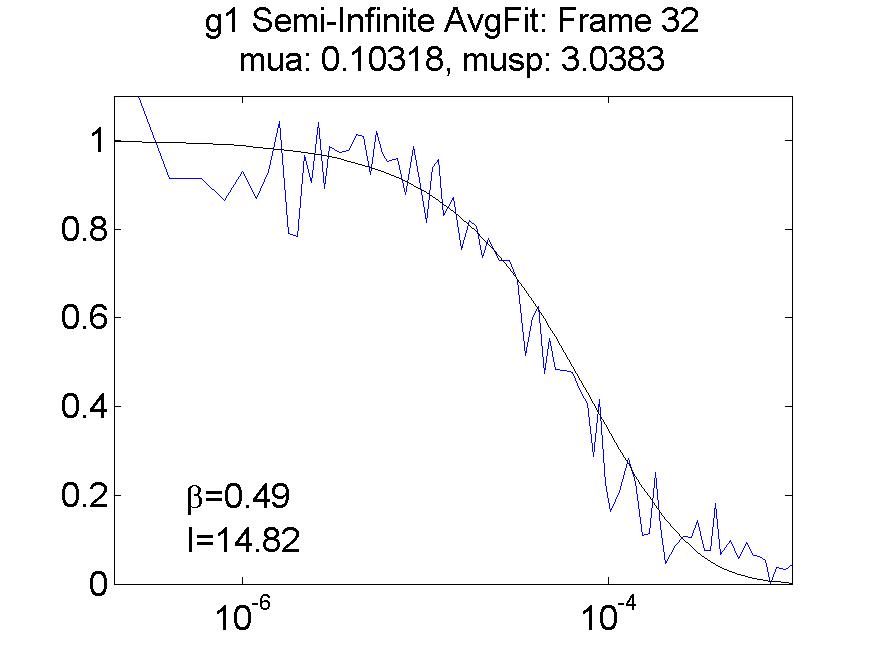 g1 Semi-Infinite AvgFit: Frame 32
mua: 0.10318, musp: 3.0383
1
0.8
0.6
0.4
0.2
0
β=0.49
I=14.82
10^-6 10^-4